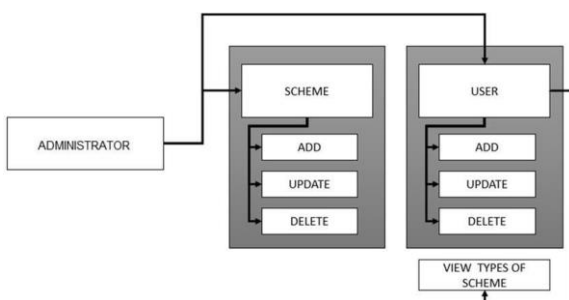 SCHEME
USER
ADMINISTRATOR
ADD
UPDATE
DELETE
ADD
UPDATE
DELETE
VIEW TYPES OF
SCHEME